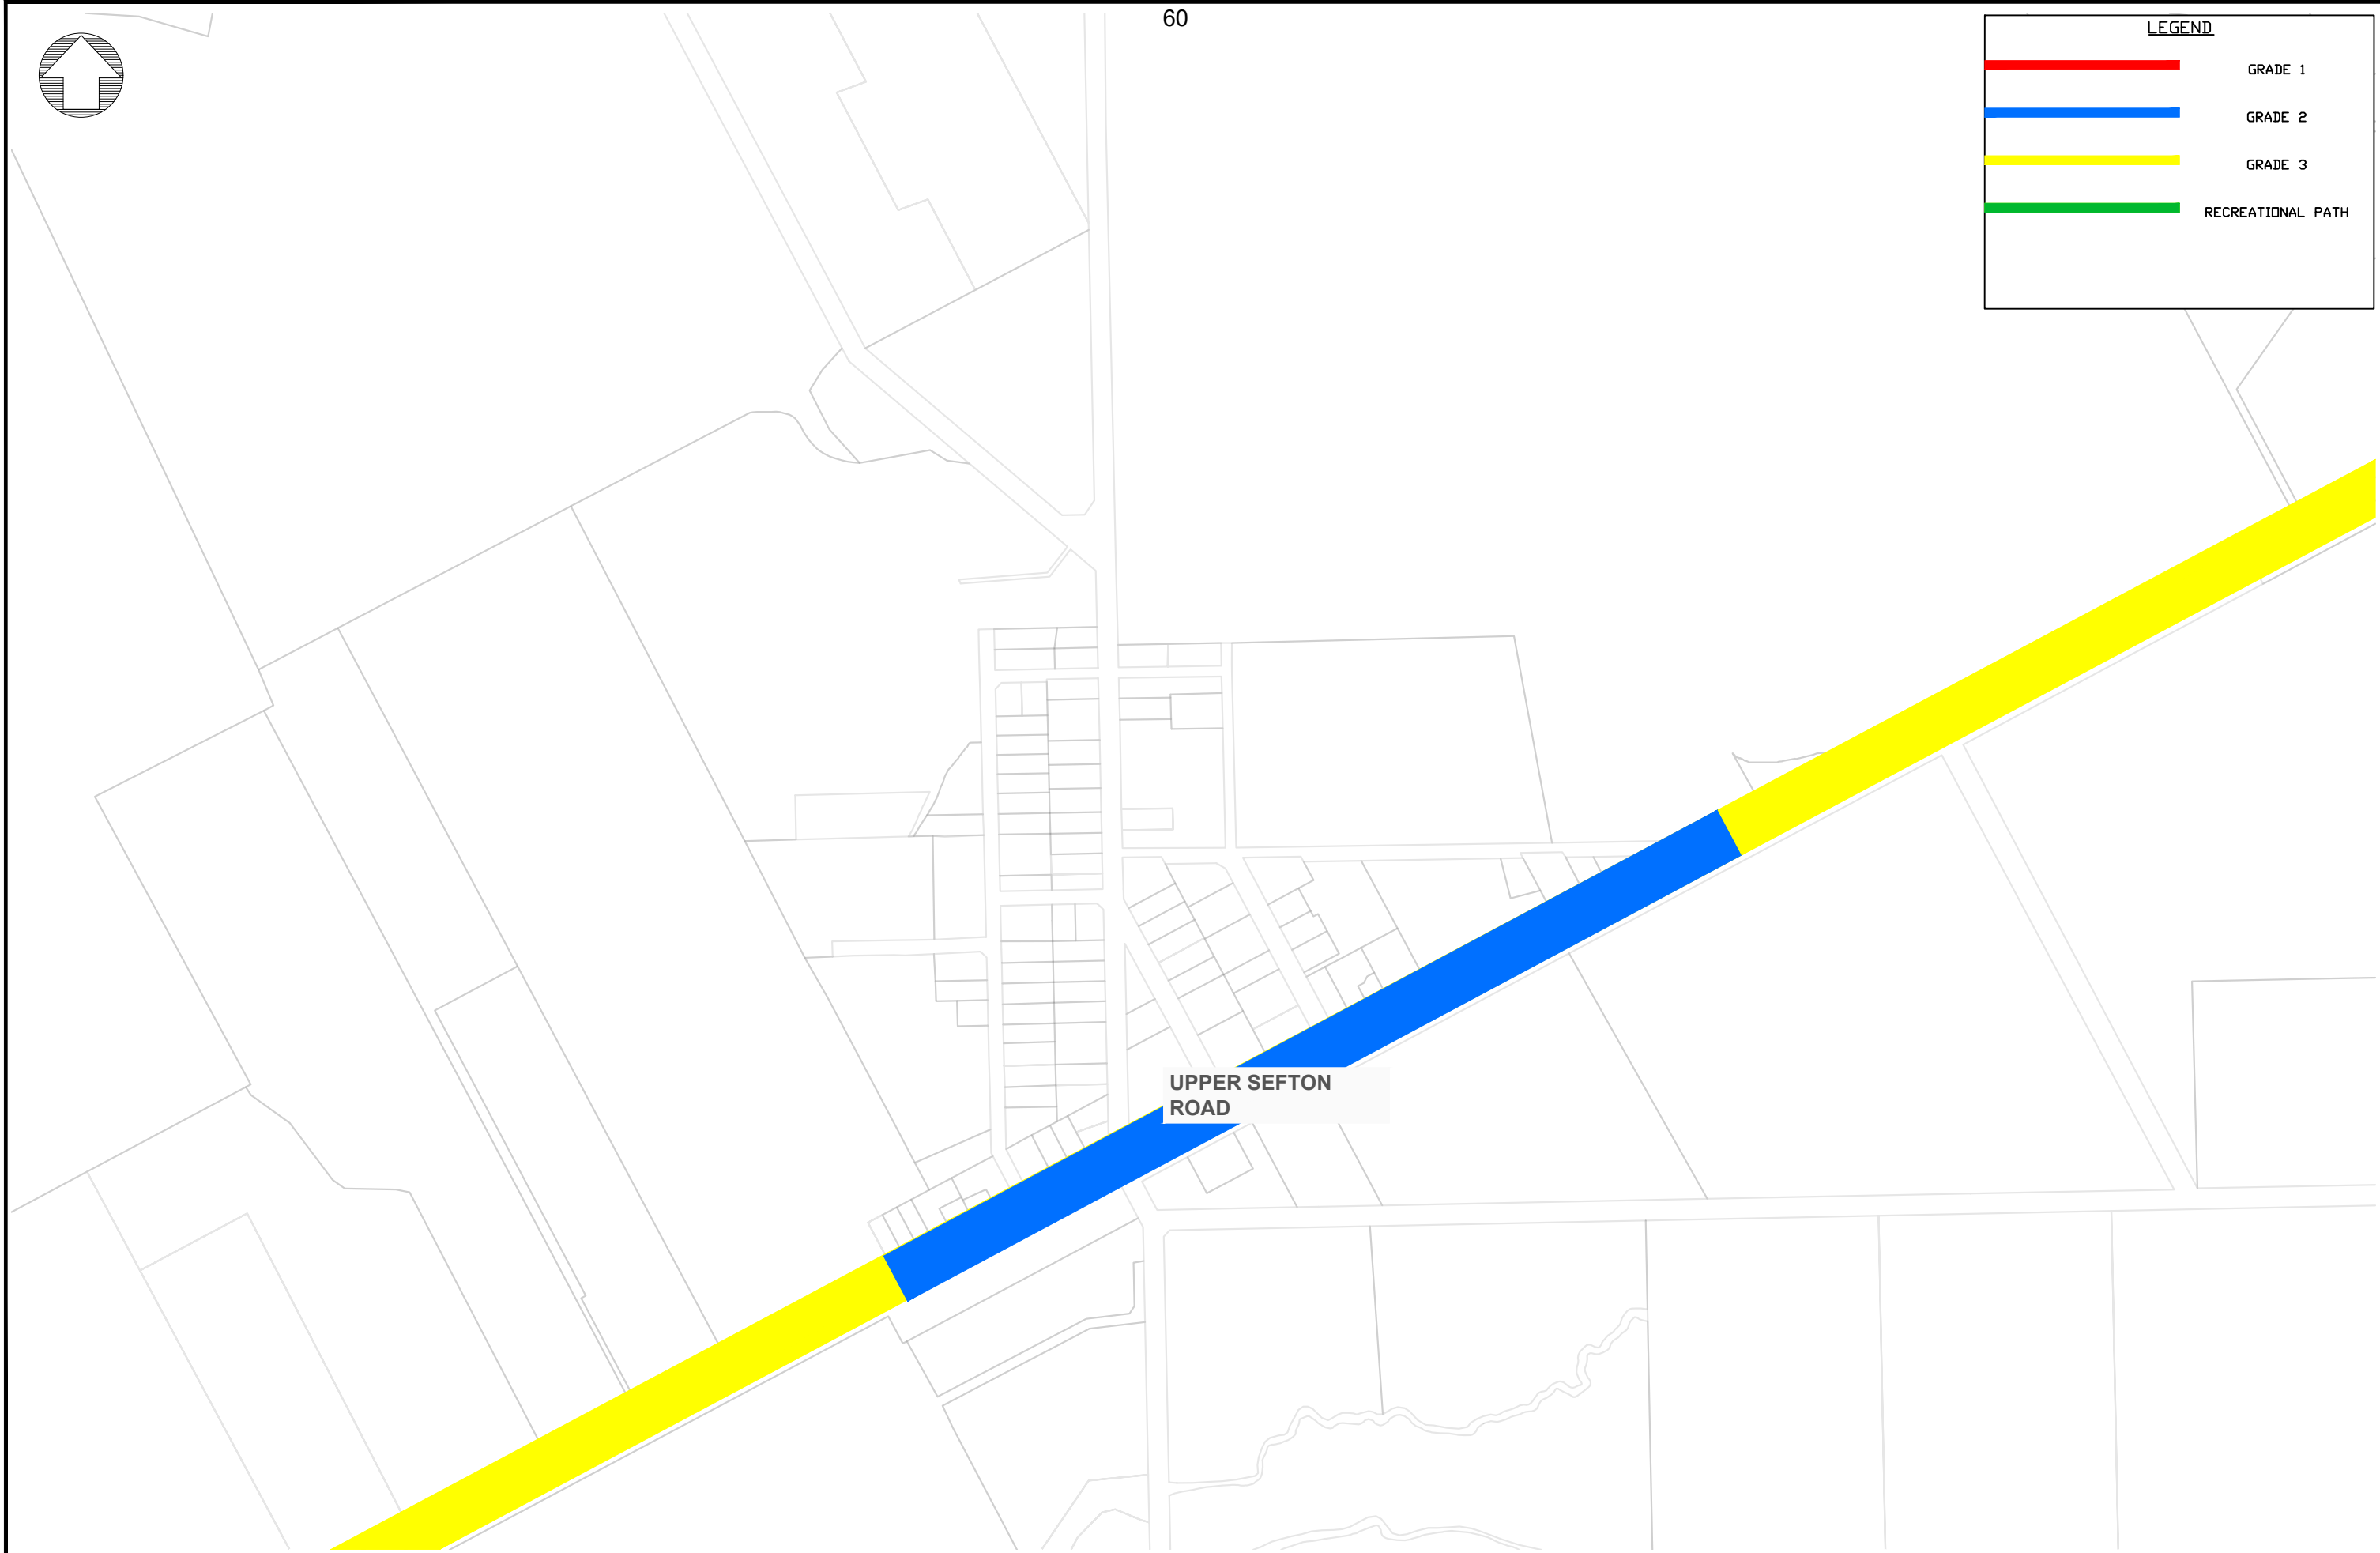 60
LEGEND
GRADE 1
GRADE 2
GRADE 3
RECREATIONAL PATH
UPPER SEFTON
ROAD